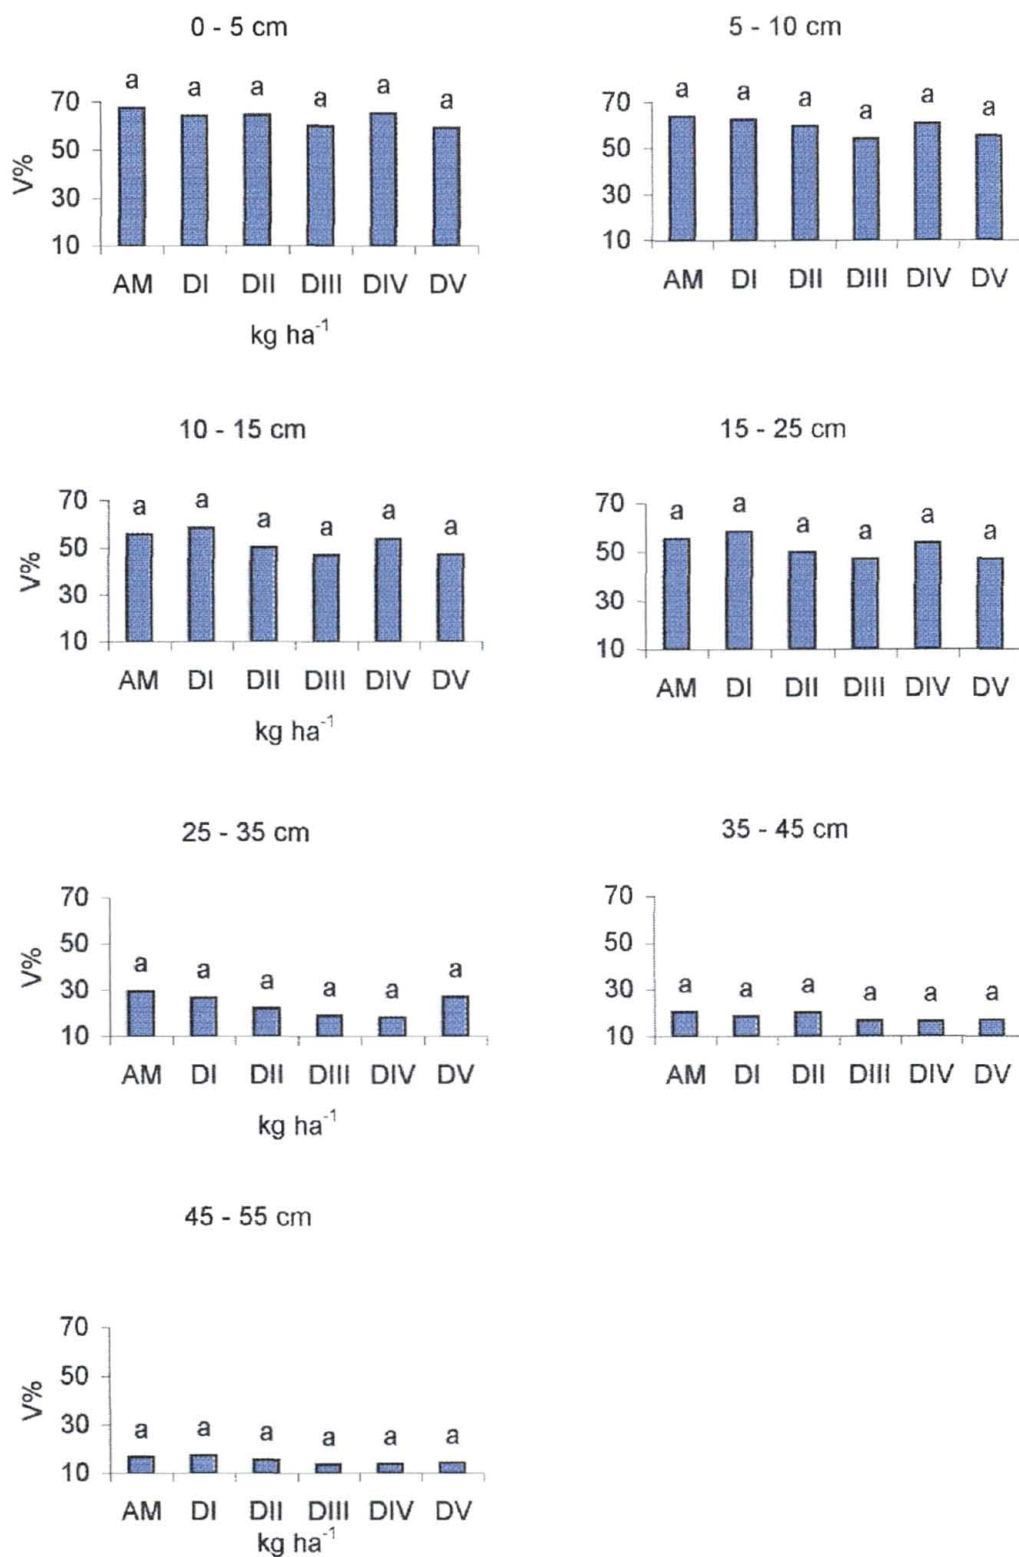 0 - 5 cm
a a a a a a
70
50
30
10
V%
AM DI DII DIII DIV DV
kg ha⁻¹
5 - 10 cm
a a a a a a
70
50
30
10
AM DI DII DIII DIV DV
10 - 15 cm
a a a a a a
70
50
30
10
V%
AM DI DII DIII DIV DV
kg ha⁻¹
15 - 25 cm
a a a a a a
70
50
30
10
AM DI DII DIII DIV DV
25 - 35 cm
70
50
30
10
V%
a a a a a a
AM DI DII DIII DIV DV
kg ha⁻¹
35 - 45 cm
70
50
30
10
a a a a a a
AM DI DII DIII DIV DV
45 - 55 cm
70
50
30
10
V%
a a a a a a
AM DI DII DIII DIV DV
kg ha⁻¹